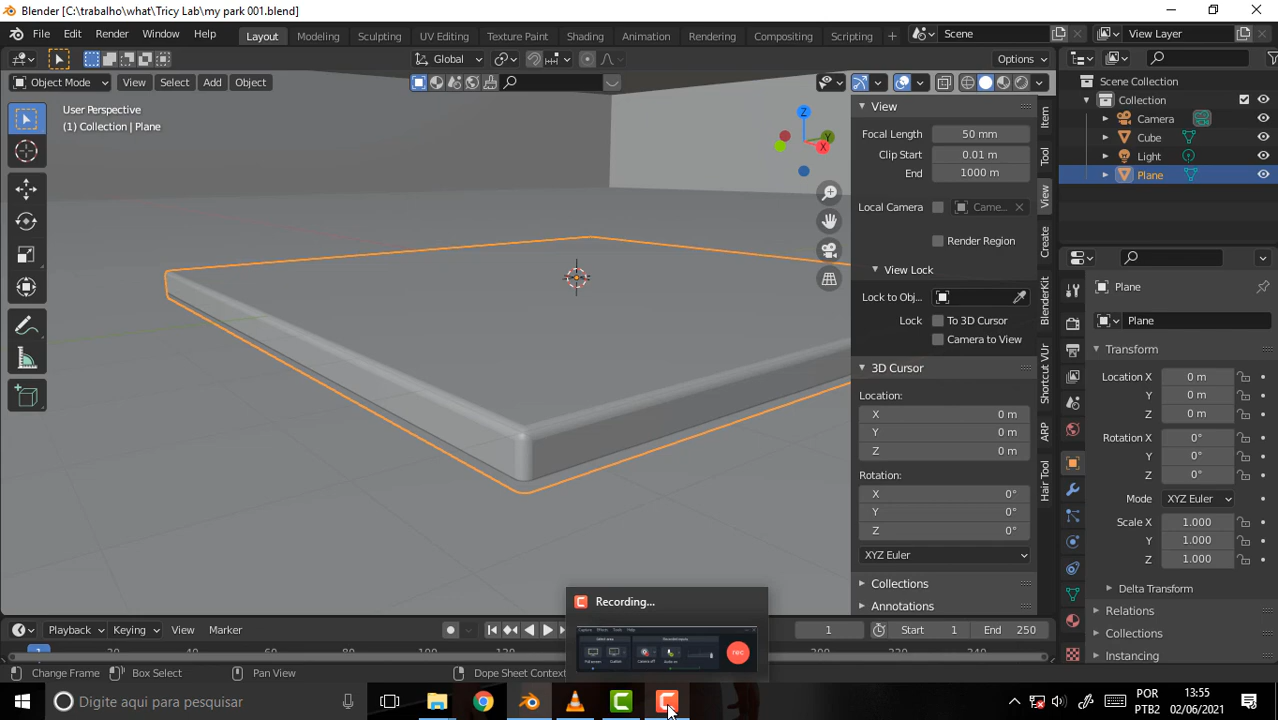 Blender [C:\trabalho\what\Tricy Lab\my park 001.blend]
File Edit Render Window Help Layout Modeling Sculpting UV Editing Texture Paint Shading Animation Rendering Compositing Scripting + Scene View Layer
Global Options
Object Mode View Select Add Object
User Perspective
(1) Collection | Plane
Z
Y
X
View
Focal Length 50 mm
Clip Start 0.01 m
End 1000 m
Local Camera Came...
Render Region
View Lock
Lock to Obj...
Lock To 3D Cursor
Camera to View
3D Cursor
Location:
X 0 m
Y 0 m
Z 0 m
Rotation:
X 0°
Y 0°
Z 0°
XYZ Euler
Collections
Annotations
Item
Tool
View
Create
BlenderKit
Shortcut VUr
ARP
Hair Tool
Scene Collection
Collection
Camera
Cube
Light
Plane
Plane
Plane
Transform
Location X 0 m
Y 0 m
Z 0 m
Rotation X 0°
Y 0°
Z 0°
Mode XYZ Euler
Scale X 1.000
Y 1.000
Z 1.000
Delta Transform
Relations
Collections
Instancing
Recording...
rec
Playback Keying View Marker 1 Start 1 End 250
Change Frame Box Select Pan View Dope Sheet Context
Digite aqui para pesquisar
POR
PTB2
13:55
02/06/2021